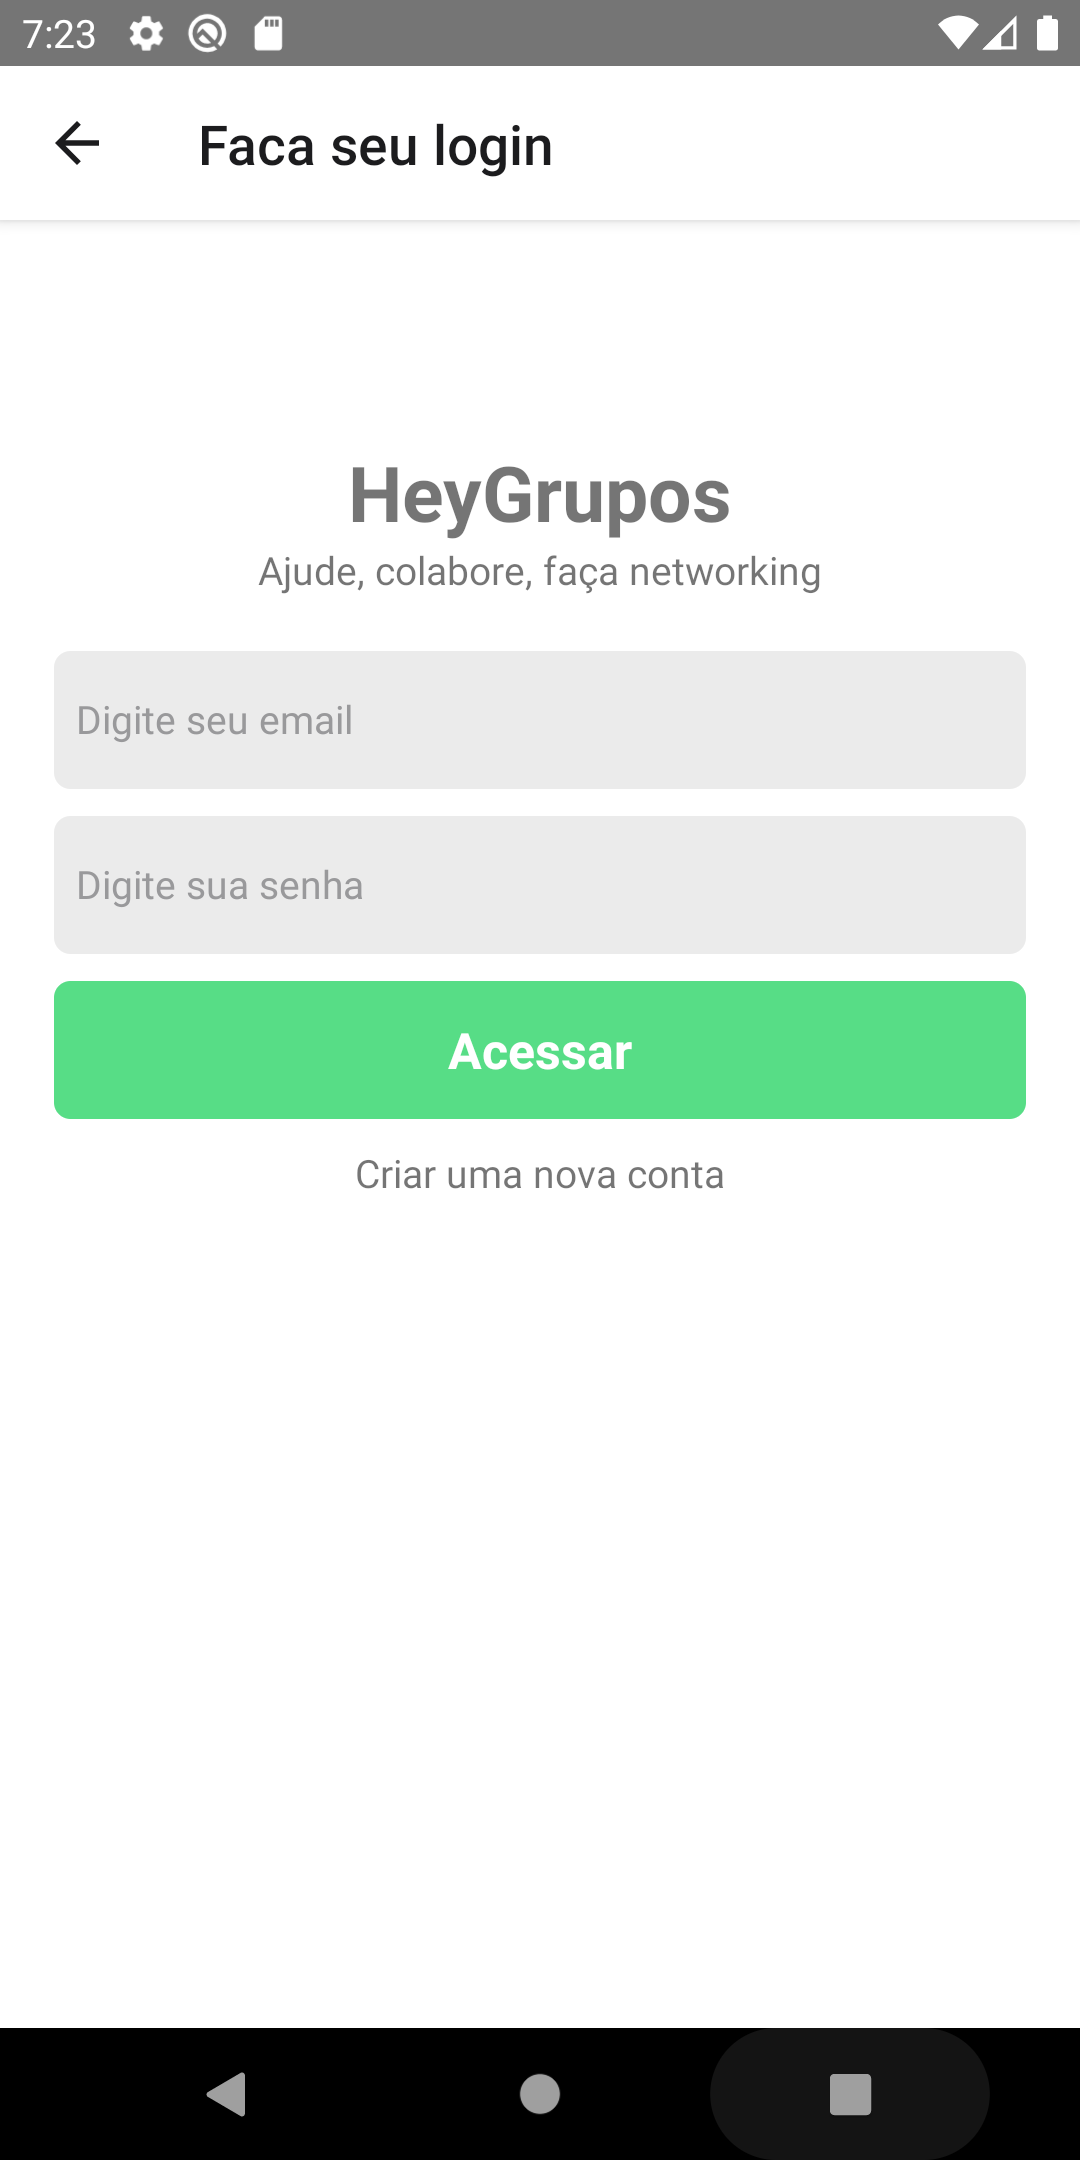 7:23
Faca seu login
HeyGrupos
Ajude, colabore, faça networking
Digite seu email
Digite sua senha
Acessar
Criar uma nova conta